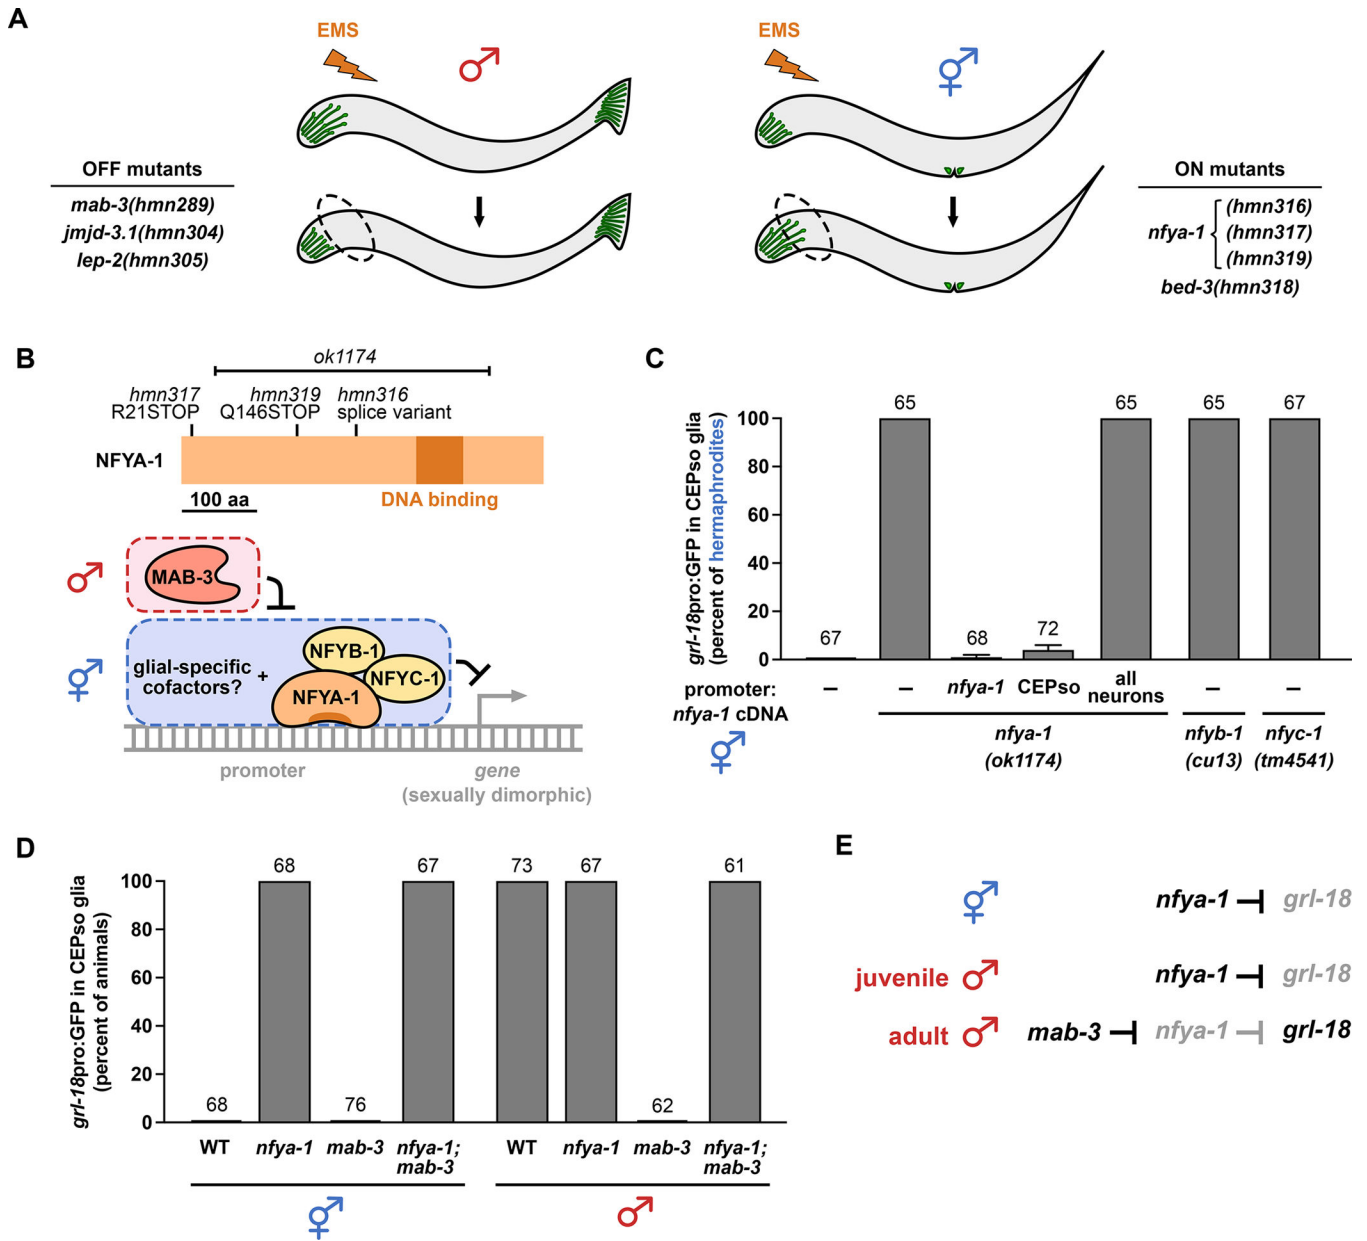 A
EMS
EMS
OFF mutants
mab-3(hmn289)
jmjd-3.1(hmn304)
lep-2(hmn305)
ON mutants
nfya-1
(hmn316)
(hmn317)
(hmn319)
bed-3(hmn318)
B
ok1174
hmn317
R21STOP
hmn319
Q146STOP
hmn316
splice variant
NFYA-1
100 aa
DNA binding
MAB-3
glial-specific
cofactors?
+
NFYB-1
NFYC-1
NFYA-1
promoter
gene
(sexually dimorphic)
C
grl-18pro:GFP in CEPso glia
(percent of hermaphrodites)
100
80
60
40
20
0
67
65
68
72
65
65
67
promoter:
nfya-1 cDNA
–
–
nfya-1
CEPso
all
neurons
–
–
nfya-1
(ok1174)
nfyb-1
(cu13)
nfyc-1
(tm4541)
D
grl-18pro:GFP in CEPso glia
(percent of animals)
100
80
60
40
20
0
68
68
76
67
73
67
62
61
WT
nfya-1
mab-3
nfya-1;
mab-3
WT
nfya-1
mab-3
nfya-1;
mab-3
E
nfya-1
grl-18
juvenile
nfya-1
grl-18
adult
mab-3
nfya-1
grl-18